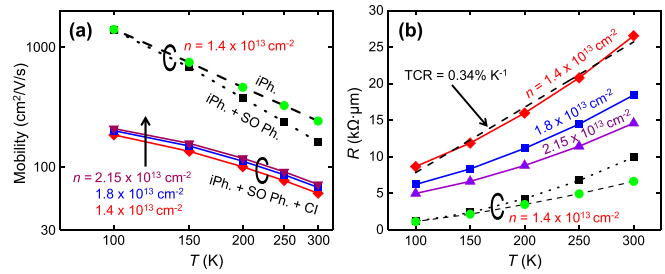 (a)
n = 1.4 x 10¹³ cm⁻²
iPh.
iPh. + SO Ph.
n = 2.15 x 10¹³ cm⁻²
1.8 x 10¹³ cm⁻²
1.4 x 10¹³ cm⁻²
iPh. + SO Ph. + CI
Mobility (cm²/V/s)
1000
100
30
100
150
200
250
300
T (K)
(b)
TCR = 0.34% K⁻¹
n = 1.4 x 10¹³ cm⁻²
1.8 x 10¹³ cm⁻²
2.15 x 10¹³ cm⁻²
n = 1.4 x 10¹³ cm⁻²
R (kΩ·μm)
30
25
20
15
10
5
0
100
150
200
250
300
T (K)